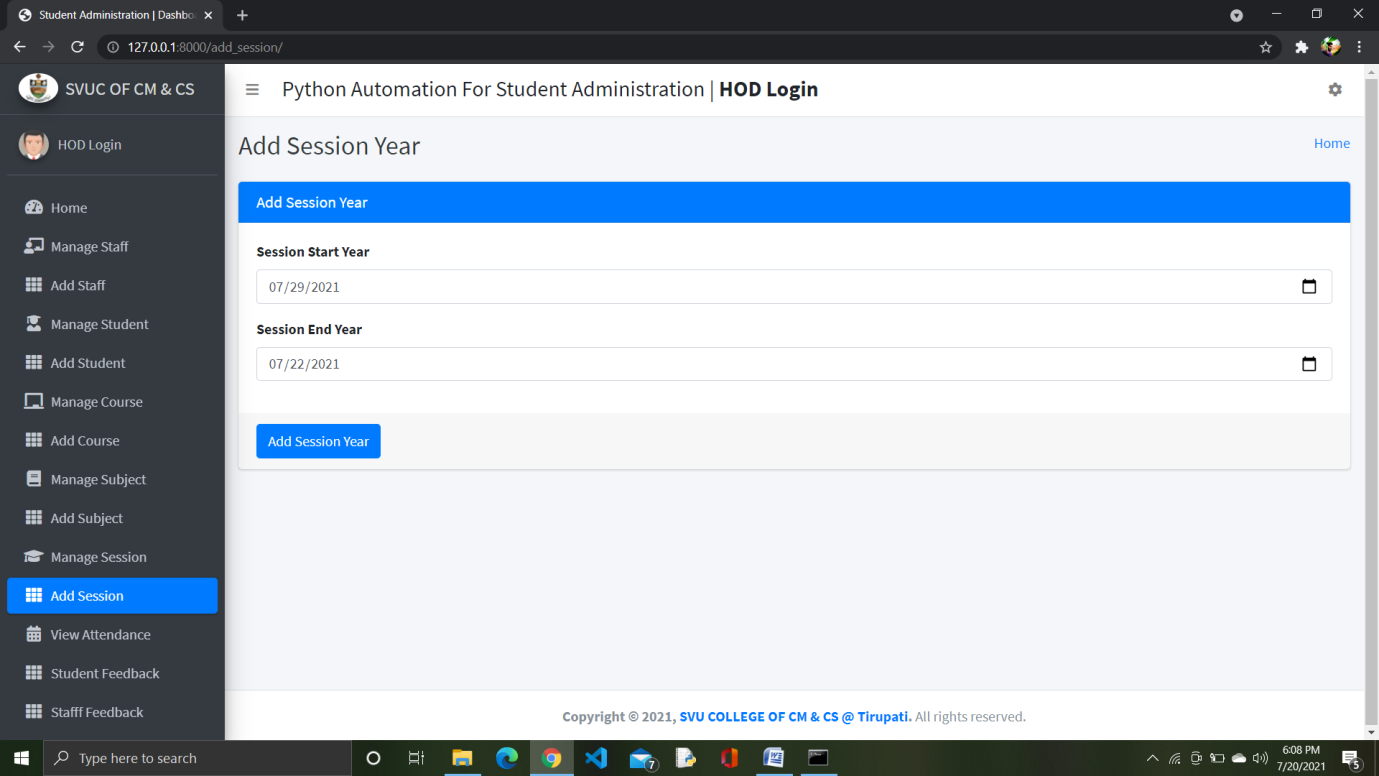 Student Administration | Dashbo
127.0.0.1:8000/add_session/
SVUC OF CM & CS
Python Automation For Student Administration | HOD Login
HOD Login
Add Session Year
Home
Home
Manage Staff
Add Staff
Manage Student
Add Student
Manage Course
Add Course
Manage Subject
Add Subject
Manage Session
Add Session
View Attendance
Student Feedback
Stafff Feedback
Add Session Year
Session Start Year
07/29/2021
Session End Year
07/22/2021
Add Session Year
Copyright © 2021, SVU COLLEGE OF CM & CS @ Tirupati. All rights reserved.
Type here to search
7
6:08 PM
7/20/2021
5